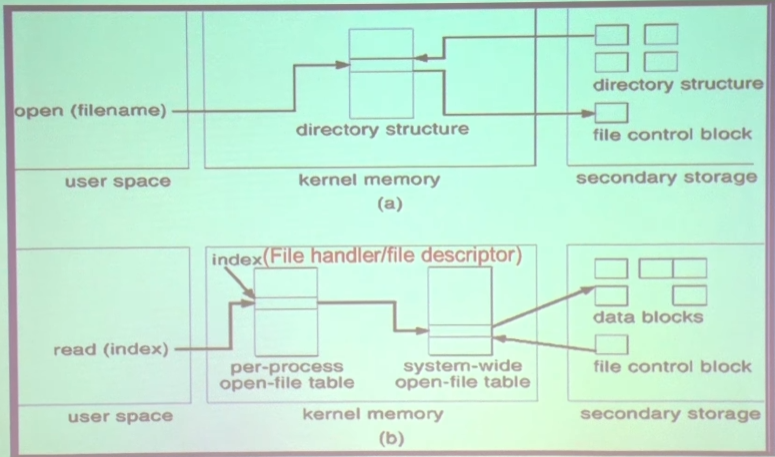 open (filename)
directory structure
directory structure
file control block
user space
kernel memory
secondary storage
(a)
index(File handler/file descriptor)
read (index)
per-process
open-file table
system-wide
open-file table
data blocks
file control block
user space
kernel memory
secondary storage
(b)